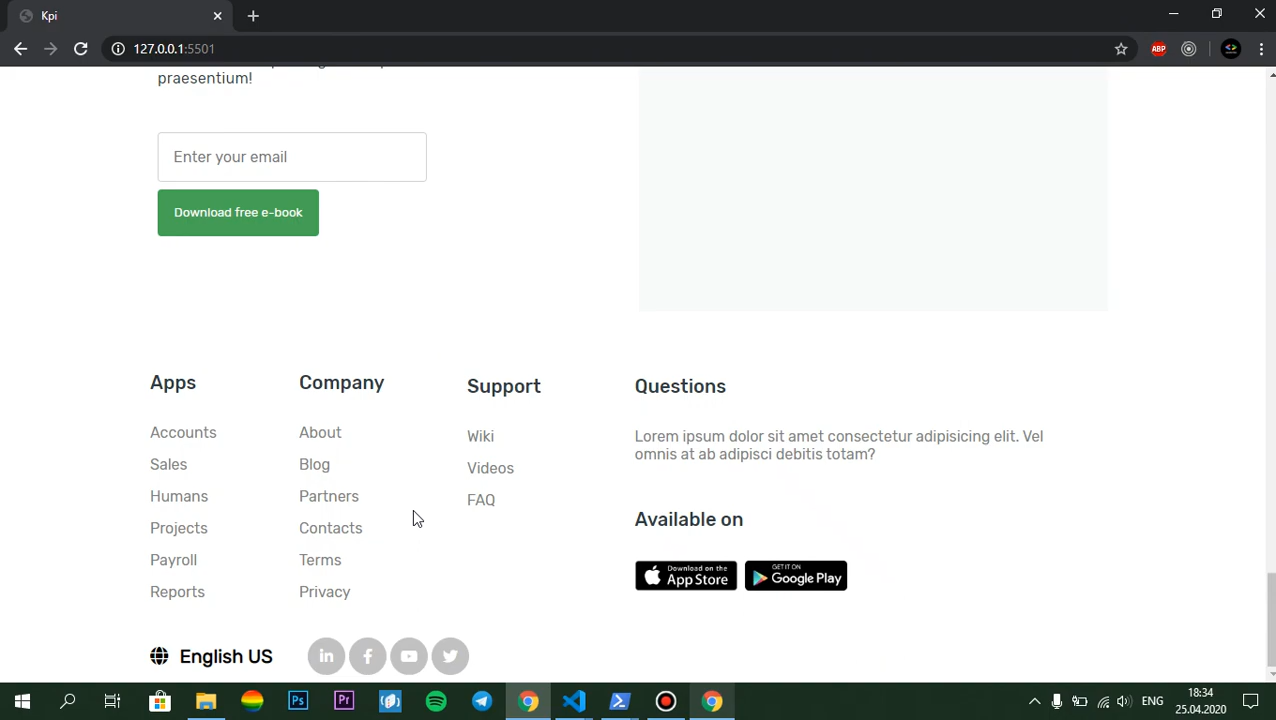 Kpi
127.0.0.1:5501
ABP
praesentium!
Enter your email
Download free e-book
Apps
Accounts
Sales
Humans
Projects
Payroll
Reports
Company
About
Blog
Partners
Contacts
Terms
Privacy
Support
Wiki
Videos
FAQ
Questions
Lorem ipsum dolor sit amet consectetur adipisicing elit. Vel
omnis at ab adipisci debitis totam?
Available on
Download on the
App Store
GET IT ON
Google Play
English US
in
f
Ps
Pr
ENG
18:34
25.04.2020